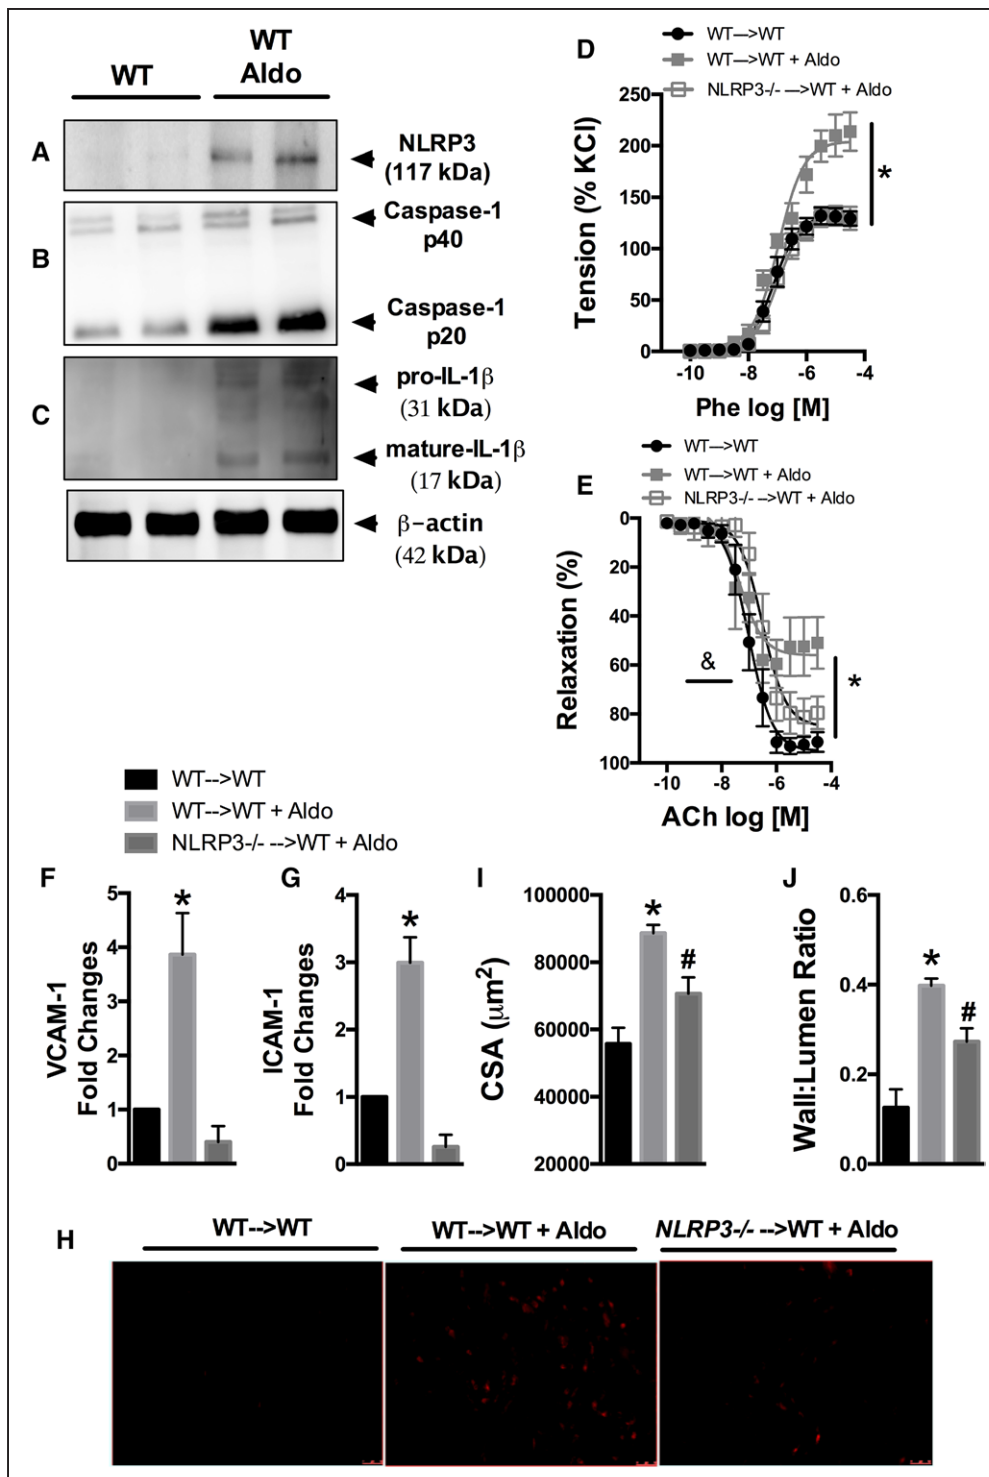 WT
WT
Aldo
A
NLRP3
(117 kDa)
B
Caspase-1
p40
Caspase-1
p20
C
pro-IL-1β
(31 kDa)
mature-IL-1β
(17 kDa)
β-actin
(42 kDa)
D
WT—>WT
WT—>WT + Aldo
NLRP3-/- —>WT + Aldo
Tension (% KCl)
250
200
150
100
50
0
-10
-8
-6
-4
*
Phe log [M]
E
WT—>WT
WT—>WT + Aldo
NLRP3-/- -->WT + Aldo
Relaxation (%)
0
20
40
60
80
100
&
*
-10
-8
-6
-4
ACh log [M]
WT-->WT
WT-->WT + Aldo
NLRP3-/- -->WT + Aldo
F
VCAM-1
Fold Changes
5
4
3
2
1
0
*
G
ICAM-1
Fold Changes
4
3
2
1
0
*
I
CSA (μm²)
100000
80000
60000
40000
20000
*
#
J
Wall:Lumen Ratio
0.6
0.4
0.2
0.0
*
#
H
WT-->WT
WT-->WT + Aldo
NLRP3-/- -->WT + Aldo